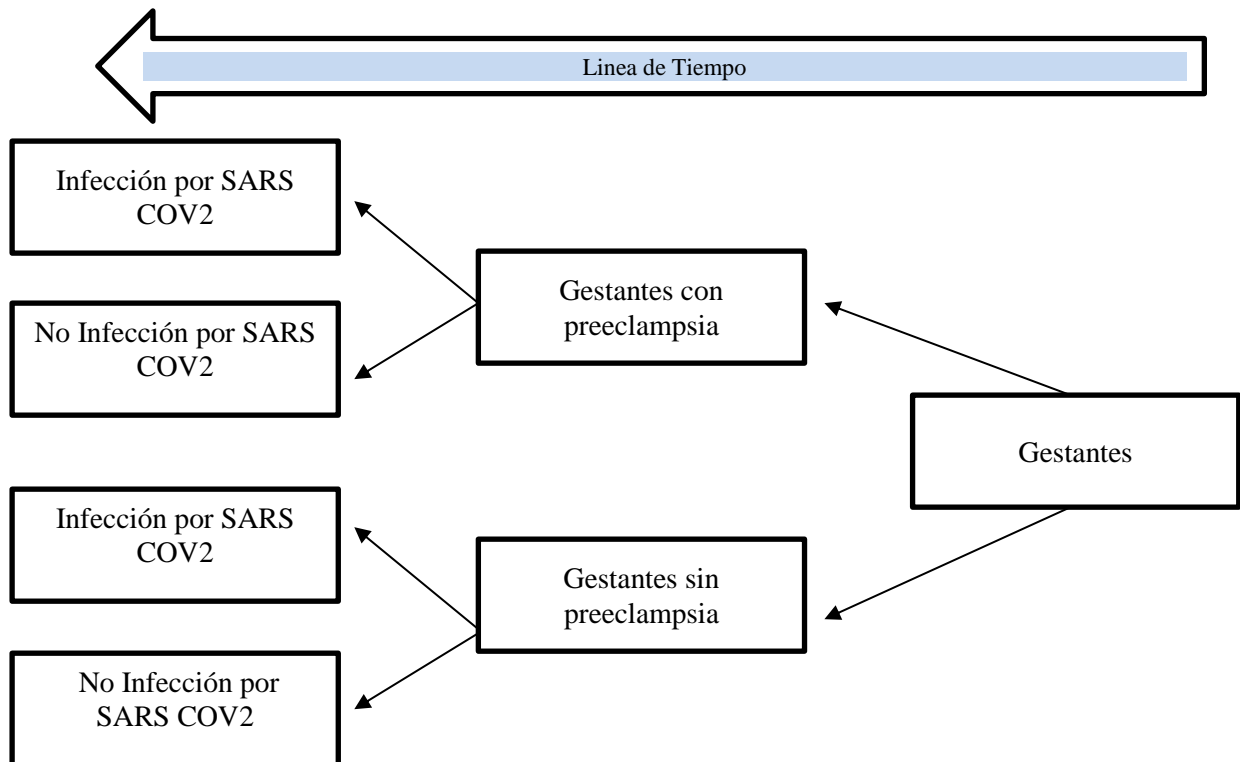 Linea de Tiempo
Infección por SARS
COV2
No Infección por SARS
COV2
Gestantes con
preeclampsia
Gestantes
Infección por SARS
COV2
Gestantes sin
preeclampsia
No Infección por
SARS COV2